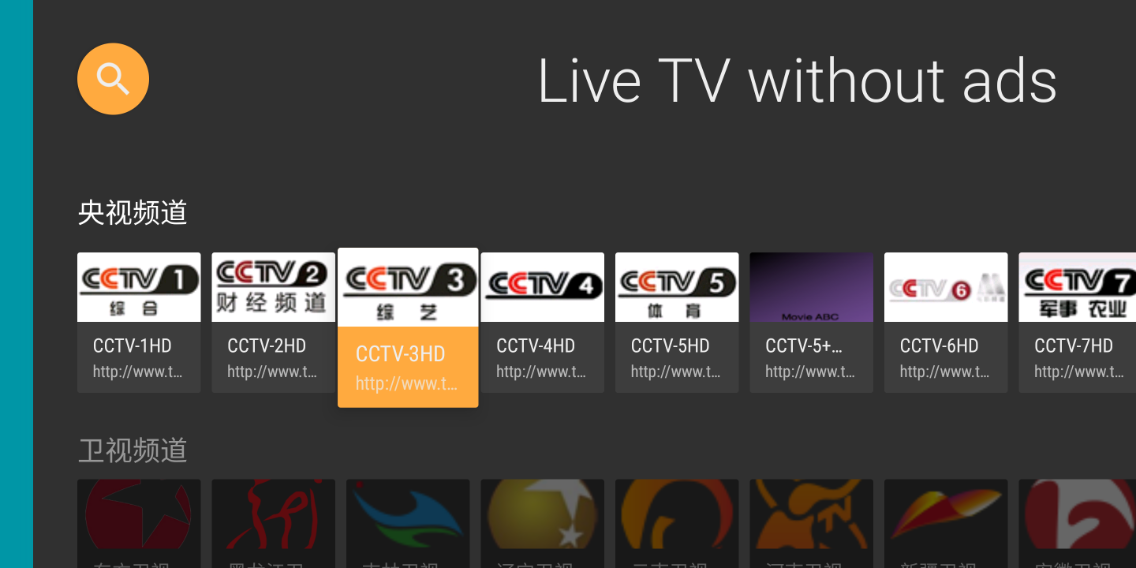 Live TV without ads
央视频道
CCTV 1
综合
CCTV 2
财经频道
CCTV 3
综艺
CCTV 4
CCTV 5
体育
Movie ABC
CCTV 6
CCTV 7
军事 农业
CCTV-1HD
http://www.t...
CCTV-2HD
http://www.t...
CCTV-3HD
http://www.t...
CCTV-4HD
http://www.t...
CCTV-5HD
http://www.t...
CCTV-5+...
http://www.t...
CCTV-6HD
http://www.t...
CCTV-7HD
http://www.t...
卫视频道